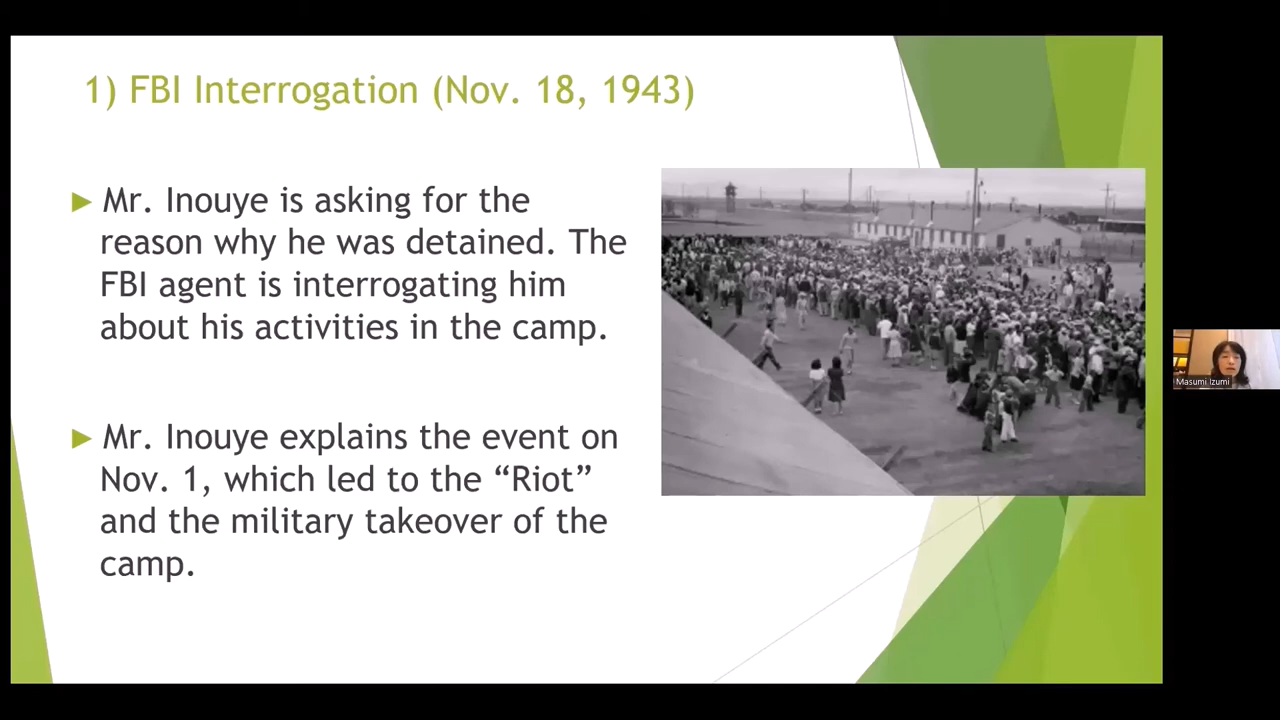 1) FBI Interrogation (Nov. 18, 1943)
Mr. Inouye is asking for the
reason why he was detained. The
FBI agent is interrogating him
about his activities in the camp.
Mr. Inouye explains the event on
Nov. 1, which led to the “Riot”
and the military takeover of the
camp.
Masumi Izumi